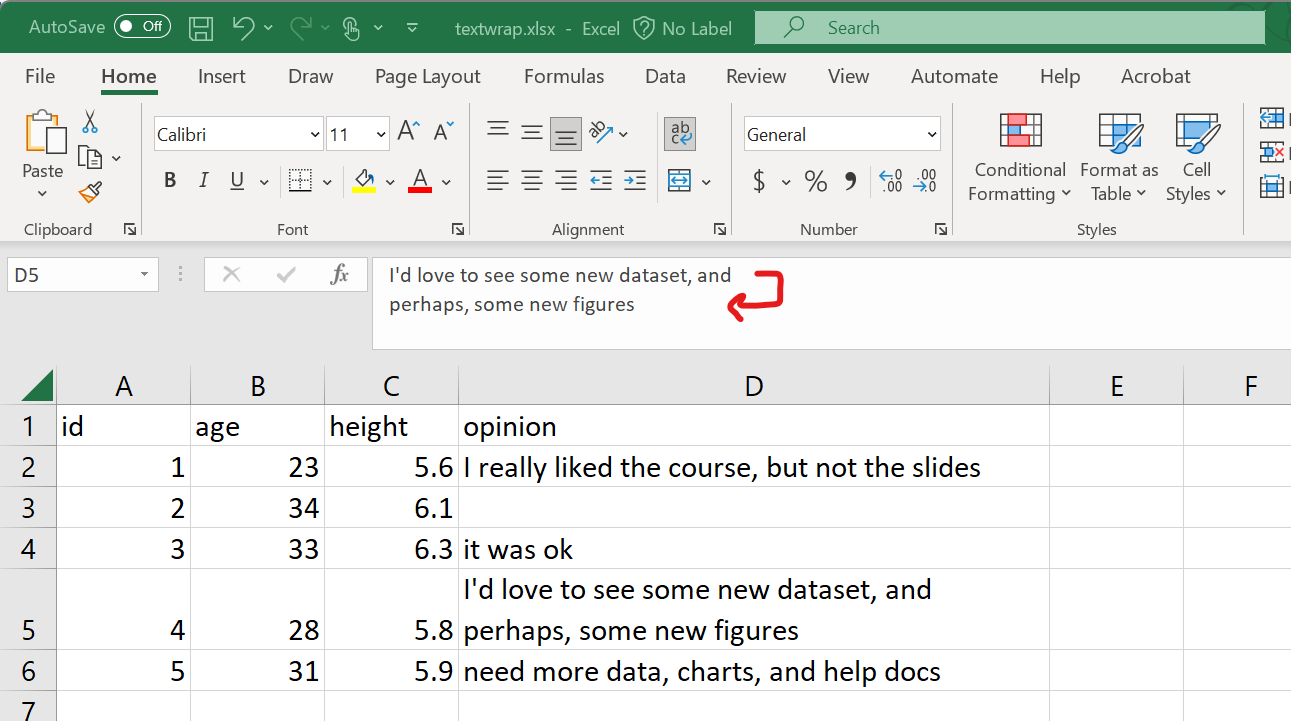 AutoSave Off textwrap.xlsx - Excel No Label Search
File Home Insert Draw Page Layout Formulas Data Review View Automate Help Acrobat
Paste
Clipboard
Calibri 11
A A
B I U A
Font
ab
c
Alignment
General
$ % , .00 .00
Number
Conditional Formatting
Format as Table
Cell Styles
Styles
D5 fx I'd love to see some new dataset, and
perhaps, some new figures
A B C D E F
1 id age height opinion
2 1 23 5.6 I really liked the course, but not the slides
3 2 34 6.1
4 3 33 6.3 it was ok
I'd love to see some new dataset, and
5 4 28 5.8 perhaps, some new figures
6 5 31 5.9 need more data, charts, and help docs
7